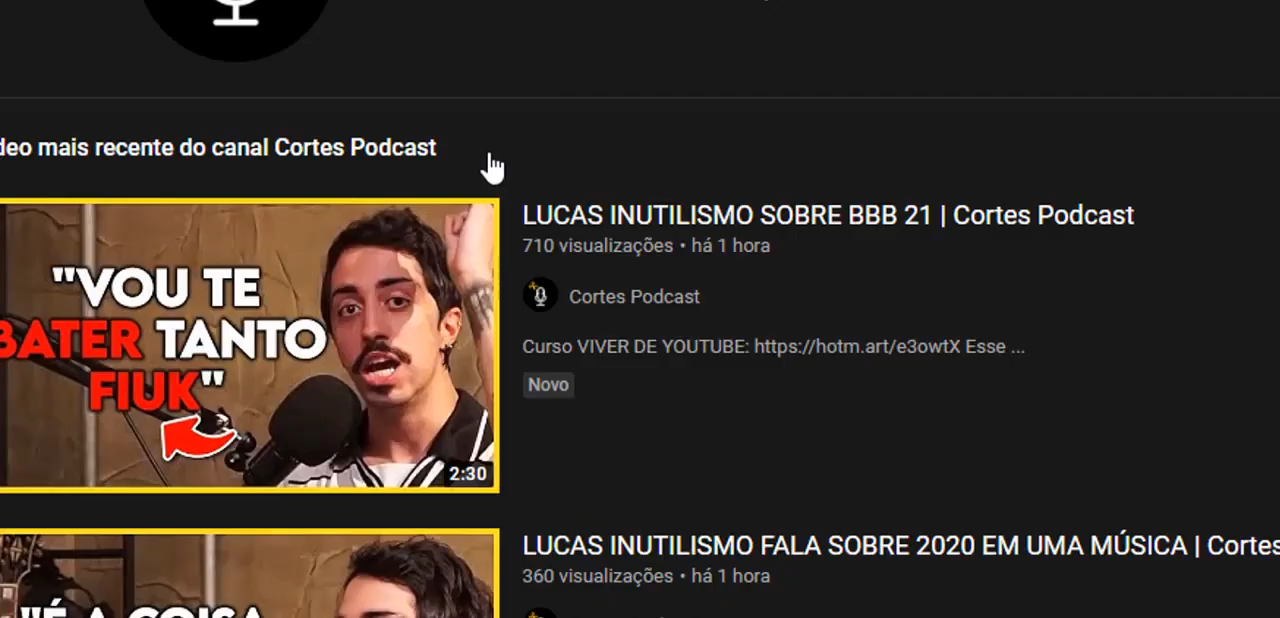 mais recente do canal Cortes Podcast
LUCAS INUTILISMO SOBRE BBB 21 | Cortes Podcast
710 visualizações • há 1 hora
Cortes Podcast
Curso VIVER DE YOUTUBE: https://hotm.art/e3owtX Esse ...
Novo
"VOU TE
BATER TANTO
FIUK"
2:30
LUCAS INUTILISMO FALA SOBRE 2020 EM UMA MÚSICA | Cortes
360 visualizações • há 1 hora
"É A COISA